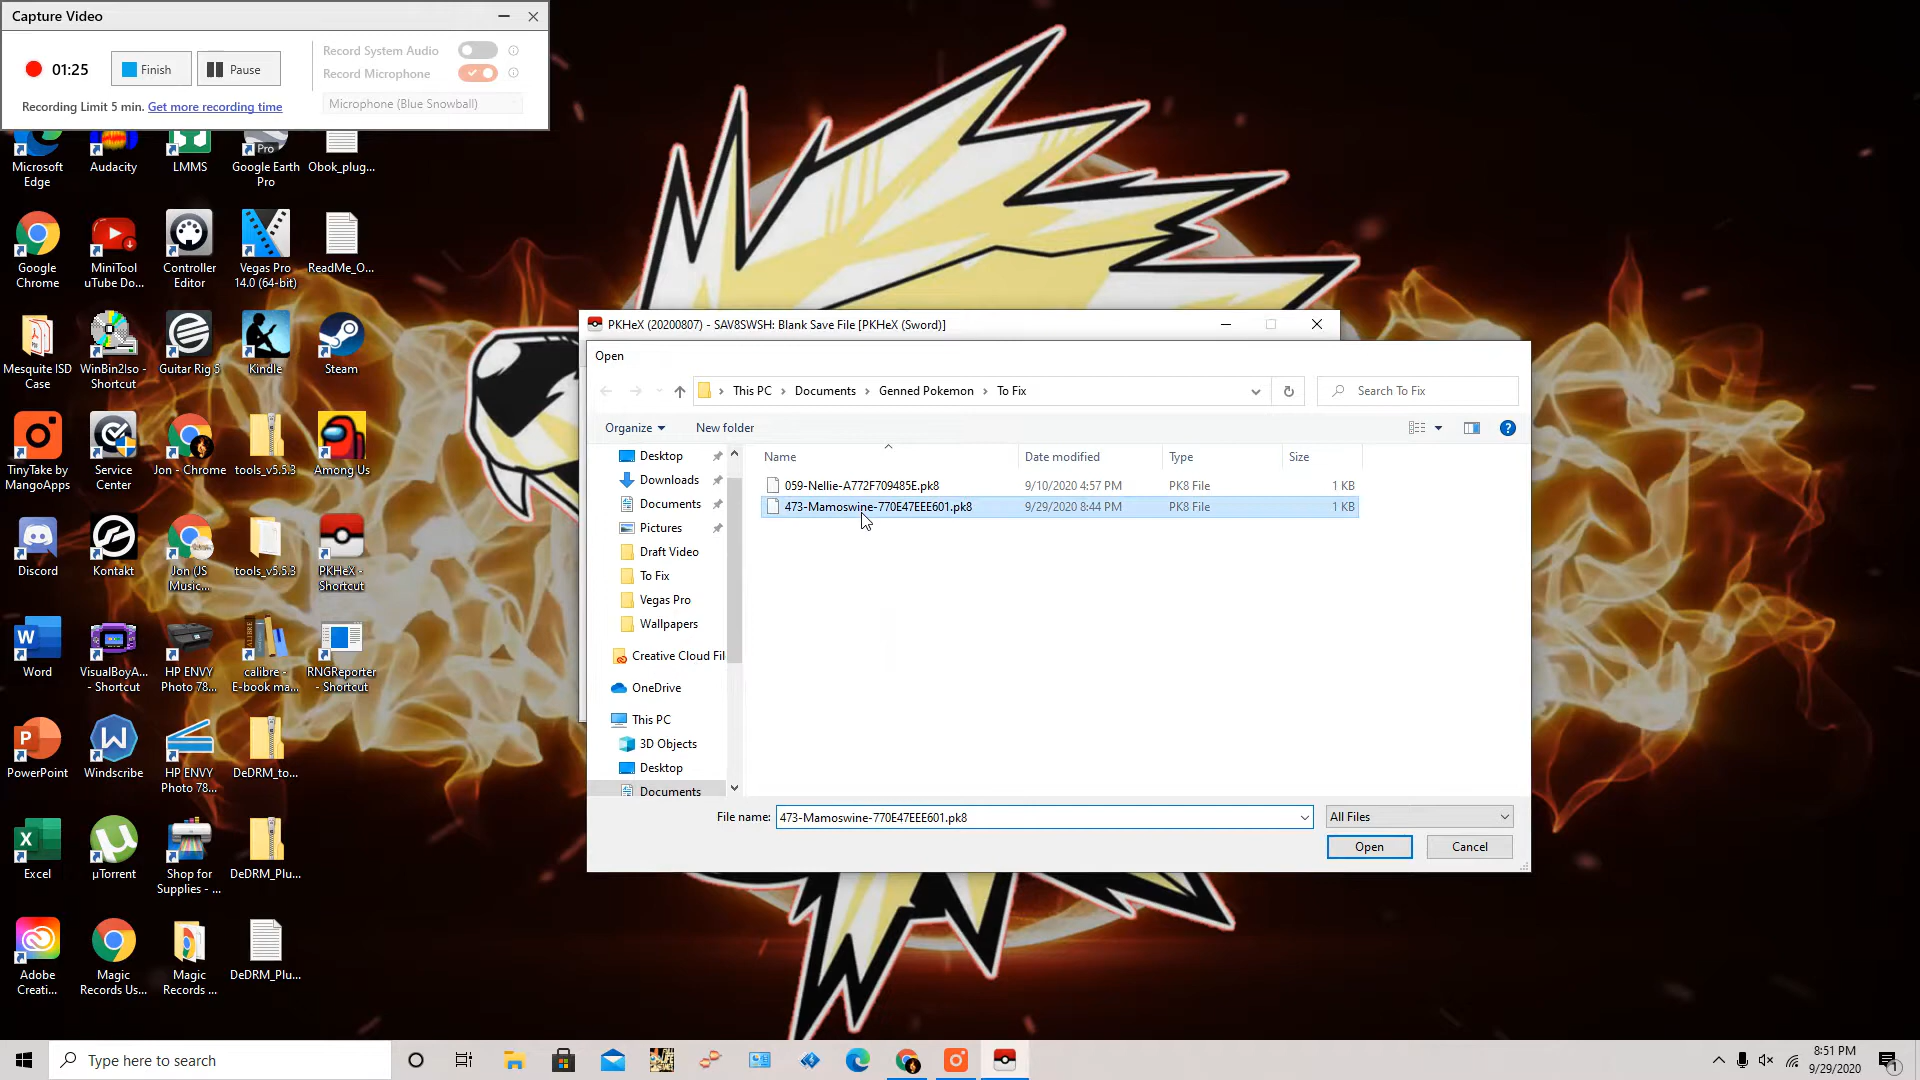 Capture Video
01:25
Finish
Pause
Record System Audio
Record Microphone
Microphone (Blue Snowball)
Recording Limit 5 min. Get more recording time
Microsoft Edge
Audacity
LMMS
Pro
Google Earth Pro
Obok_plug...
Google Chrome
MiniTool uTube Do...
Controller Editor
Vegas Pro 14.0 (64-bit)
ReadMe_O...
Mesquite ISD Case
WinBin2Iso - Shortcut
Guitar Rig 5
Kindle
Steam
TinyTake by MangoApps
Service Center
Jon - Chrome
tools_v5.5.3
Among Us
Discord
Kontakt
Jon (JS Music...
tools_v5.5.3
PKHeX - Shortcut
Word
VisualBoyA... - Shortcut
HP ENVY Photo 78...
calibre - E-book ma...
RNGReporter - Shortcut
PowerPoint
Windscribe
HP ENVY Photo 78...
DeDRM_to...
Excel
µTorrent
Shop for Supplies - ...
DeDRM_Plu...
Adobe Creati...
Magic Records Us...
Magic Records ...
DeDRM_Plu...
PKHeX (20200807) - SAV8SWSH: Blank Save File [PKHeX (Sword)]
Open
This PC > Documents > Genned Pokemon > To Fix
Search To Fix
Organize
New folder
Name
Date modified
Type
Size
059-Nellie-A772F709485E.pk8
9/10/2020 4:57 PM
PK8 File
1 KB
473-Mamoswine-770E47EEE601.pk8
9/29/2020 8:44 PM
PK8 File
1 KB
Desktop
Downloads
Documents
Pictures
Draft Video
To Fix
Vegas Pro
Wallpapers
Creative Cloud Fil
OneDrive
This PC
3D Objects
Desktop
Documents
File name:
473-Mamoswine-770E47EEE601.pk8
All Files
Open
Cancel
Type here to search
8:51 PM
9/29/2020
1